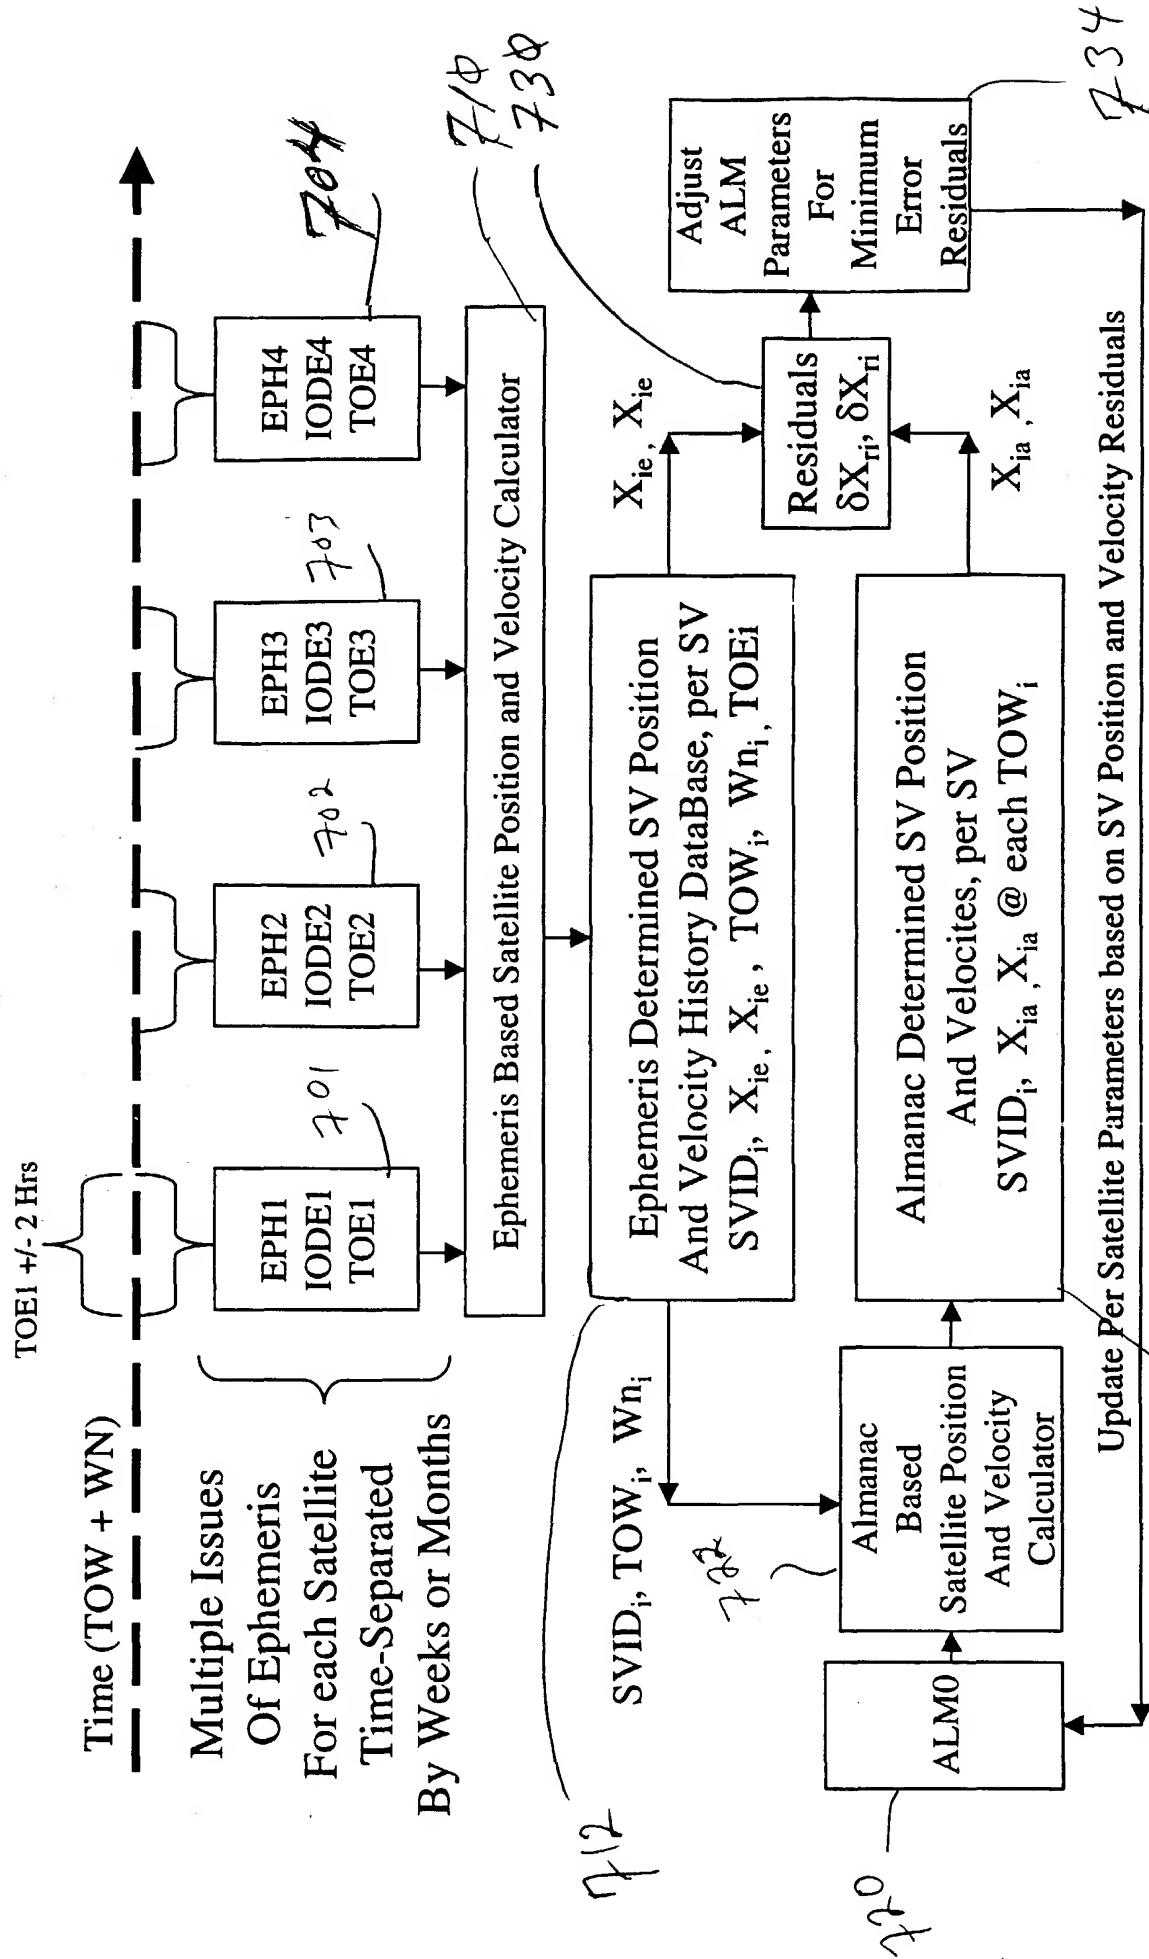 TOE1 +/- 2 Hrs
Time (TOW + WN)
Multiple Issues
Of Ephemeris
For each Satellite
Time-Separated
By Weeks or Months
EPH1
IODE1
TOE1
701
EPH2
IODE2
TOE2
702
EPH3
IODE3
TOE3
703
EPH4
IODE4
TOE4
704
Ephemeris Based Satellite Position and Velocity Calculator
710
730
712
Ephemeris Determined SV Position
And Velocity History DataBase, per SV
SVIDi, Xie, Xie, TOWi, Wni, TOEi
SVIDi, TOWi, Wni
Xie, Xie
Residuals
δXri, δXri
Adjust
ALM
Parameters
For
Minimum
Error
Residuals
734
Xia, Xia
722
720
ALM0
Almanac
Based
Satellite Position
And Velocity
Calculator
Almanac Determined SV Position
And Velocites, per SV
SVIDi, Xia, Xia @ each TOWi
Update Per Satellite Parameters based on SV Position and Velocity Residuals